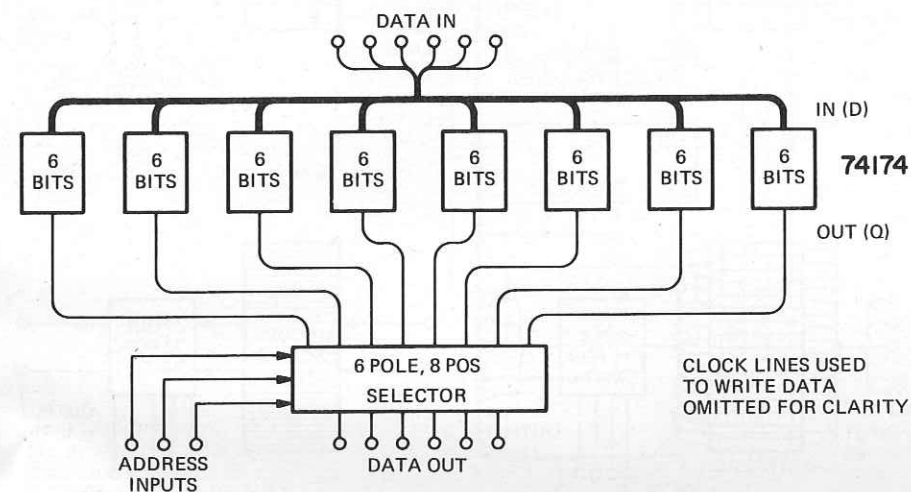 DATA IN
IN (D)
6
BITS
6
BITS
6
BITS
6
BITS
6
BITS
6
BITS
6
BITS
6
BITS
74174
OUT (Q)
6 POLE, 8 POS
SELECTOR
CLOCK LINES USED
TO WRITE DATA
OMITTED FOR CLARITY
ADDRESS
INPUTS
DATA OUT